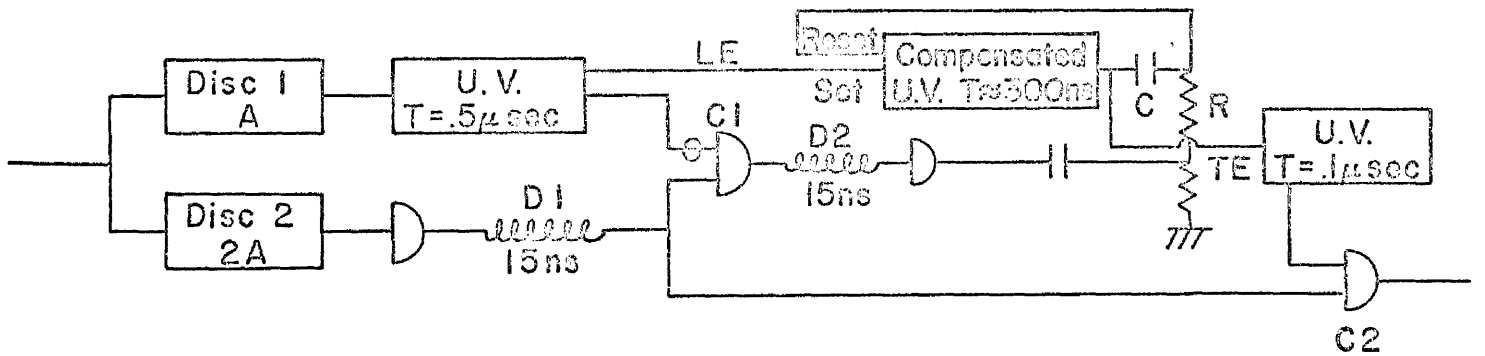 Disc 1
A
U.V.
T=.5μsec
LE
Reset
Set
Compensated
U.V. T≈300ns
C
R
C1
D2
15ns
TE
U.V.
T=.1μsec
Disc 2
2A
D1
15ns
C2